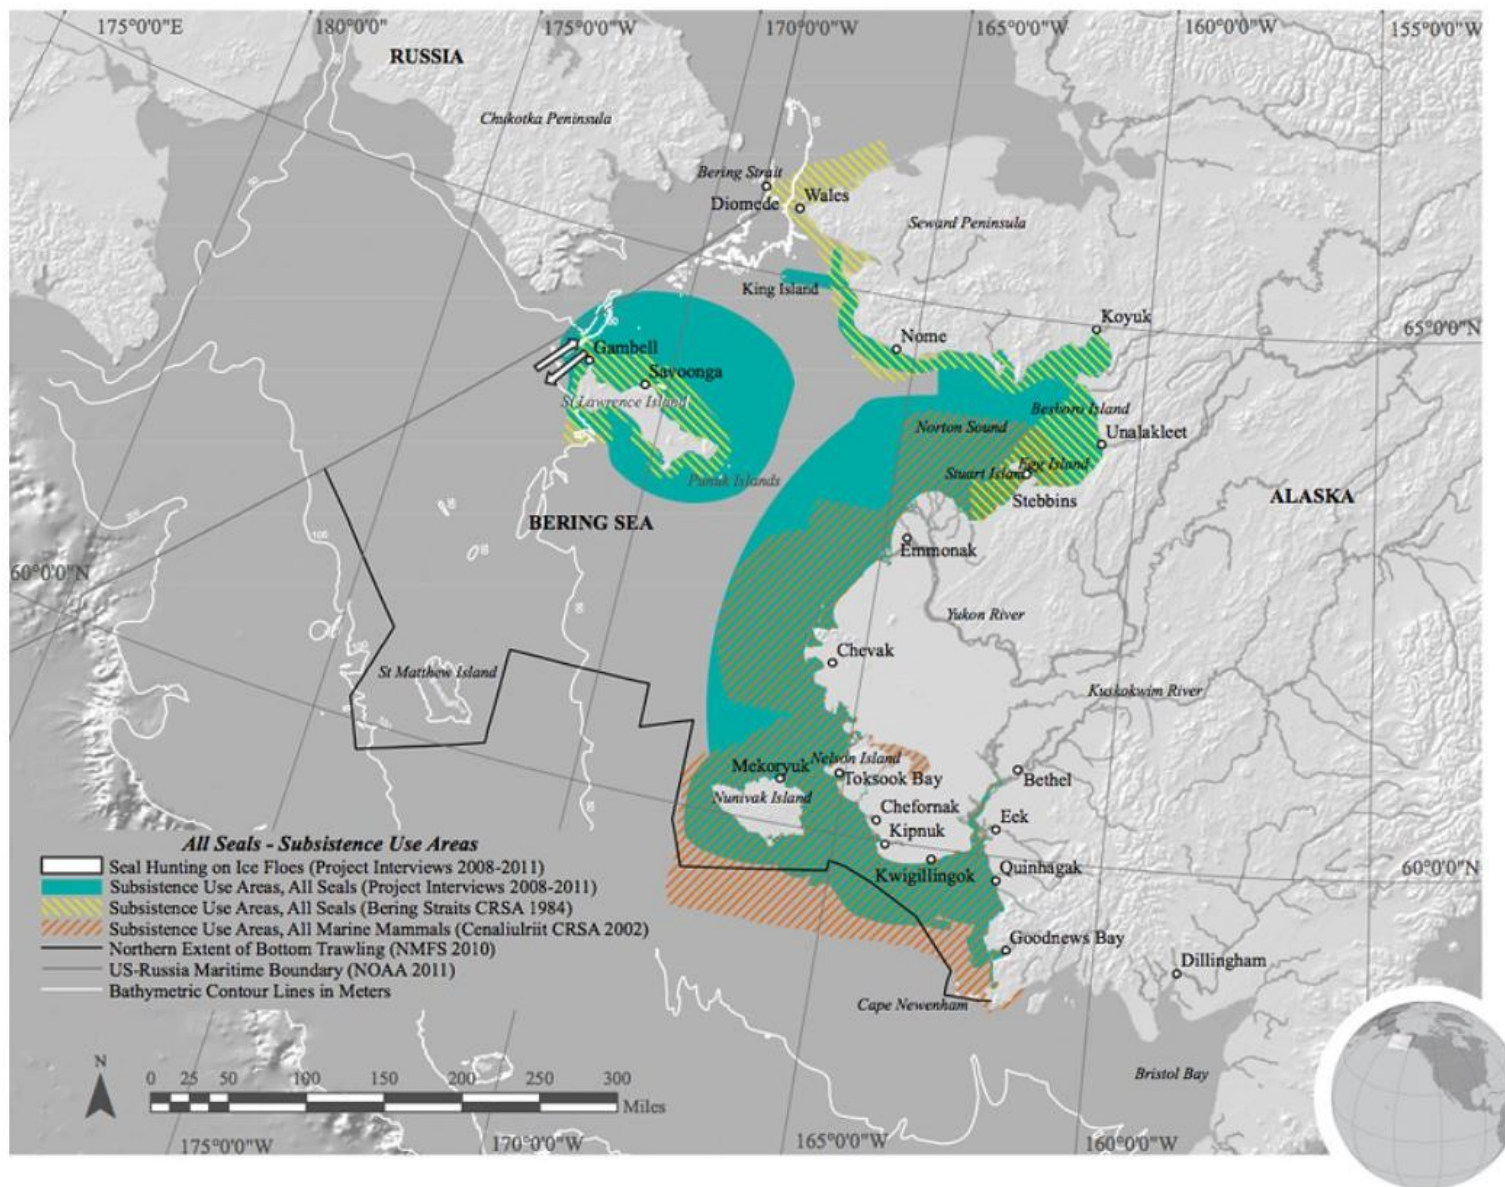 175°0'0"E
180°0'0"
175°0'0"W
170°0'0"W
165°0'0"W
160°0'0"W
155°0'0"W
RUSSIA
Chukotka Peninsula
Bering Strait
Diomede
Wales
Seward Peninsula
King Island
Koyuk
65°0'0"N
Nome
Gambell
Savoonga
St Lawrence Island
Besboro Island
Norton Sound
Unalakleet
Egg Island
Stuart Island
Punuk Islands
Stebbins
ALASKA
BERING SEA
Emmonak
60°0'0"N
Yukon River
Chevak
St Matthew Island
Kuskokwim River
Nelson Island
Mekoryuk
Toksook Bay
Bethel
Nunivak Island
Chefornak
Eek
Kipnuk
Kwigillingok
Quinhagak
60°0'0"N
Goodnews Bay
Dillingham
Cape Newenham
Bristol Bay
All Seals - Subsistence Use Areas
Seal Hunting on Ice Floes (Project Interviews 2008-2011)
Subsistence Use Areas, All Seals (Project Interviews 2008-2011)
Subsistence Use Areas, All Seals (Bering Straits CRSA 1984)
Subsistence Use Areas, All Marine Mammals (Cenaliulriit CRSA 2002)
Northern Extent of Bottom Trawling (NMFS 2010)
US-Russia Maritime Boundary (NOAA 2011)
Bathymetric Contour Lines in Meters
N
0 25 50 100 150 200 250 300
Miles
175°0'0"W
170°0'0"W
165°0'0"W
160°0'0"W